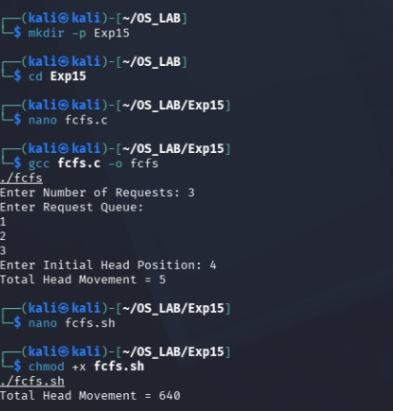 ┌──(kali㉿kali)-[~/OS_LAB]
└─$ mkdir -p Exp15
┌──(kali㉿kali)-[~/OS_LAB]
└─$ cd Exp15
┌──(kali㉿kali)-[~/OS_LAB/Exp15]
└─$ nano fcfs.c
┌──(kali㉿kali)-[~/OS_LAB/Exp15]
└─$ gcc fcfs.c -o fcfs
./fcfs
Enter Number of Requests: 3
Enter Request Queue:
1
2
3
Enter Initial Head Position: 4
Total Head Movement = 5
┌──(kali㉿kali)-[~/OS_LAB/Exp15]
└─$ nano fcfs.sh
┌──(kali㉿kali)-[~/OS_LAB/Exp15]
└─$ chmod +x fcfs.sh
./fcfs.sh
Total Head Movement = 640